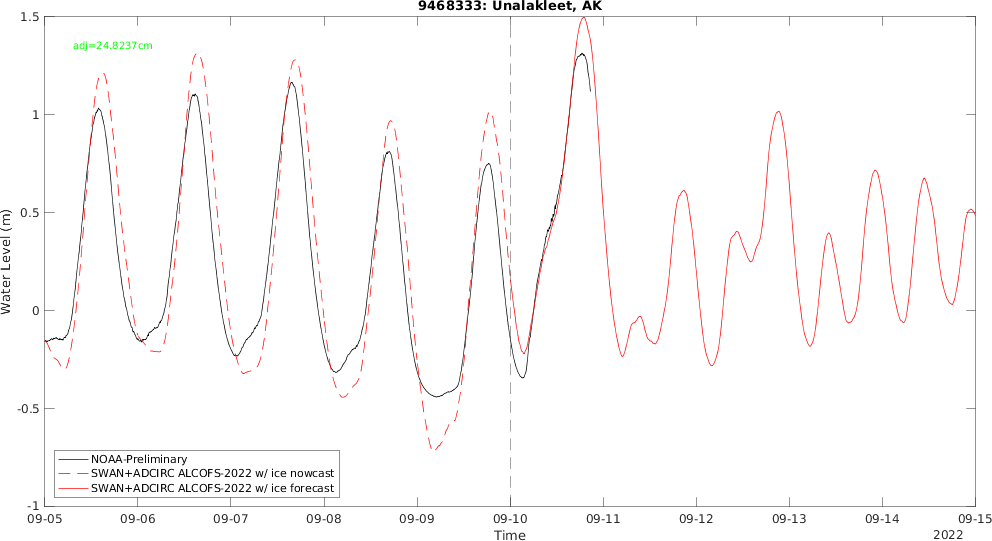 9468333: Unalakleet, AK
adj=24.8237cm
1.5
1
0.5
0
-0.5
-1
Water Level (m)
NOAA-Preliminary
SWAN+ADCIRC ALCOFS-2022 w/ ice nowcast
SWAN+ADCIRC ALCOFS-2022 w/ ice forecast
09-05 09-06 09-07 09-08 09-09 09-10 09-11 09-12 09-13 09-14 09-15
Time
2022